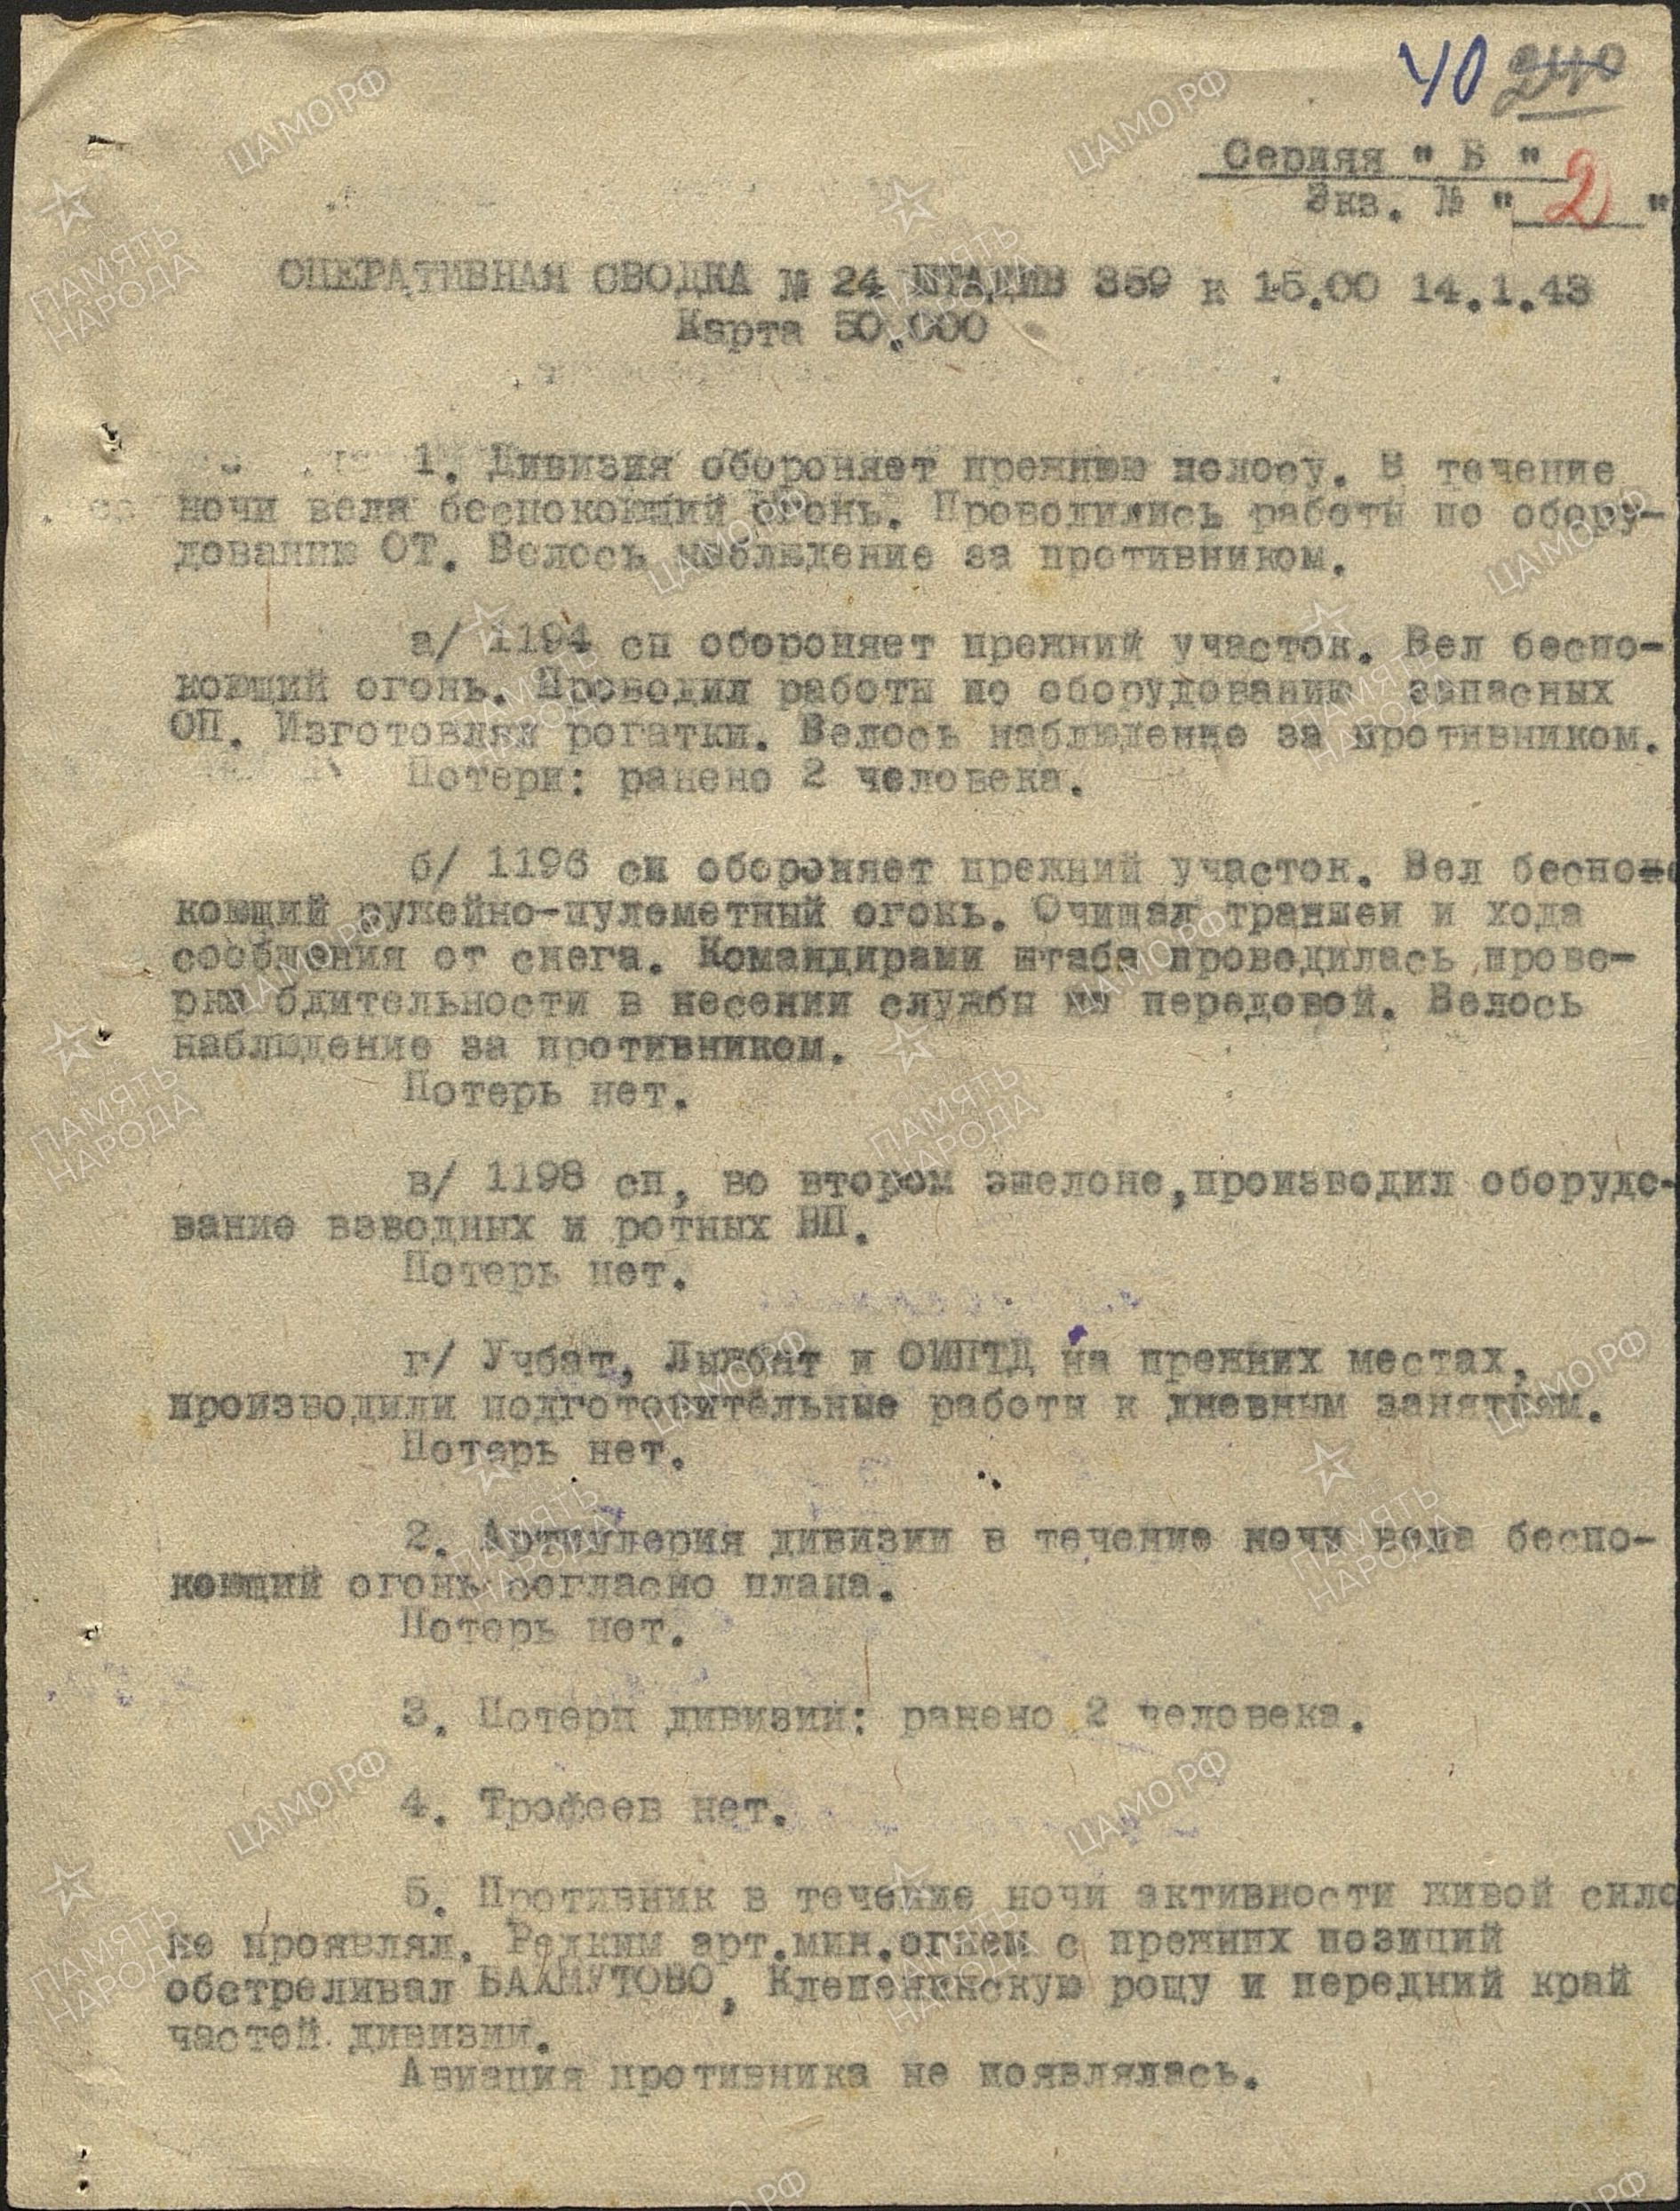 40 240
Серияя " Б "
Экз. № " 2 "
ОПЕРАТИВНАЯ СВОДКА № 24 ШТАДИВ 359 к 15.00 14.1.43
Карта 50.000
1. Дивизия обороняет прежнюю полосу. В течение
ночи вела беспокоющий огонь. Проводились работы по обору-
дованию ОТ. Велось наблюдение за противником.
а/ 1194 сп обороняет прежний участок. Вел беспо-
коющий огонь. Проводил работы по оборудованию запасных
ОП. Изготовлял рогатки. Велось наблюдение за противником.
Потери: ранено 2 человека.
б/ 1196 сп обороняет прежний участок. Вел беспо-
коющий ружейно-пулеметный огонь. Очищал траншеи и хода
сообщения от снега. Командирами штаба проводилась прове-
рка бдительности в несении службы на передовой. Велось
наблюдение за противником.
Потерь нет.
в/ 1198 сп, во втором эшелоне,производил оборудо-
вание взводных и ротных НП.
Потерь нет.
г/ Учбат, Лыжбат и ОИПТД на прежних местах,
производили подготовительные работы к дневным занятиям.
Потерь нет.
2. Артиллерия дивизии в течение ночи вела беспо-
коющий огонь согласно плана.
Потерь нет.
3. Потери дивизии: ранено 2 человека.
4. Трофеев нет.
5. Противник в течение ночи активности живой сило
не проявлял. Редким арт.мин.огнем с прежних позиций
обстреливал БАХМУТОВО, Клепенинскую рощу и передний край
частей дивизии.
Авиация противника не появлялась.